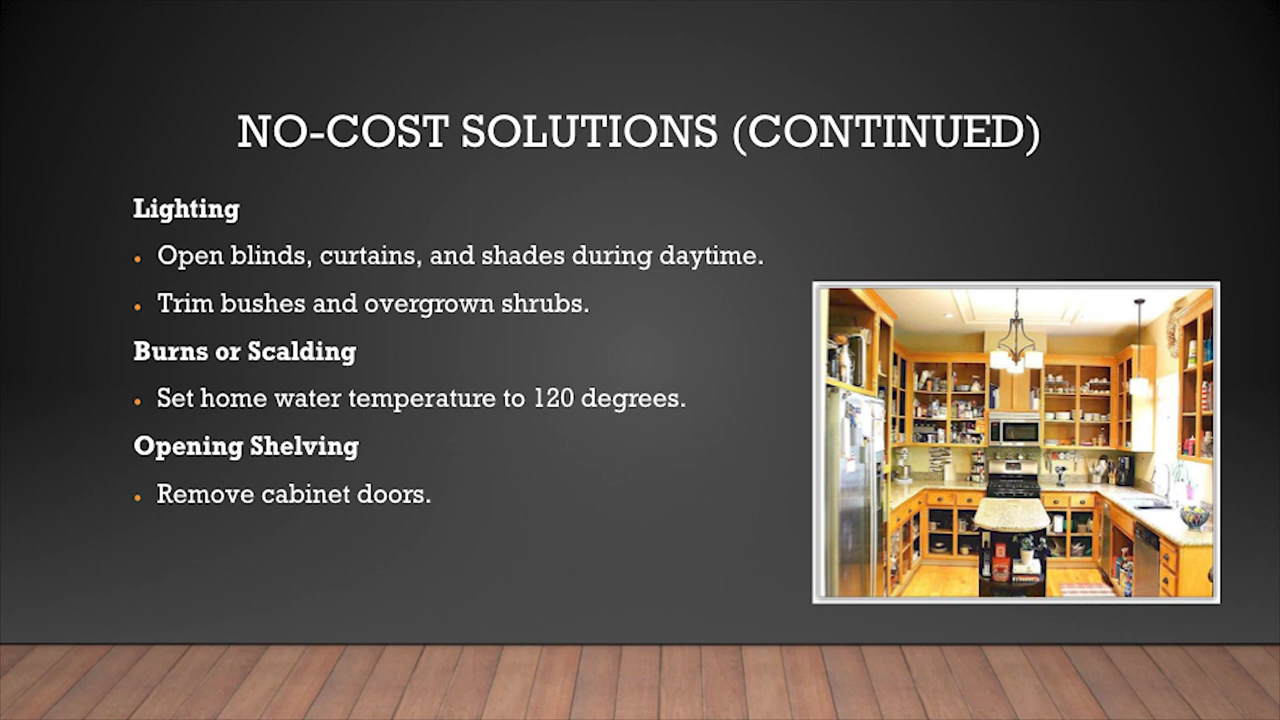 NO-COST SOLUTIONS (CONTINUED)
Lighting
• Open blinds, curtains, and shades during daytime.
• Trim bushes and overgrown shrubs.
Burns or Scalding
• Set home water temperature to 120 degrees.
Opening Shelving
• Remove cabinet doors.